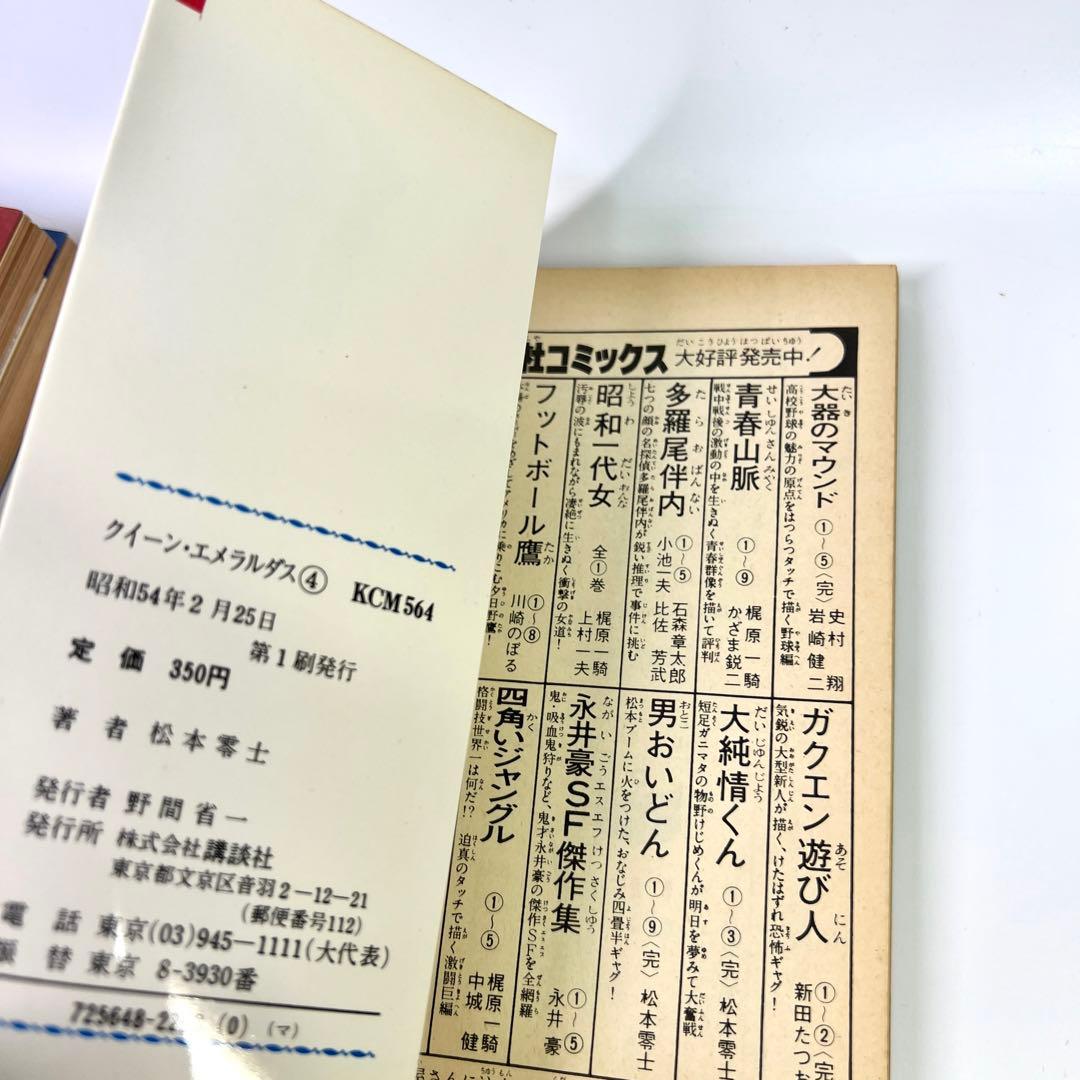 クイーン・エメラルダス④ KCM564
昭和54年2月25日 第1刷発行
定価 350円
著者 松本零士
発行者 野間省一
発行所 株式会社講談社
東京都文京区音羽2-12-21
(郵便番号112)
電話 東京(03)945-1111(大代表)
振替 東京 8-3930番
(0) (マ)
社コミックス 大好評発売中!
大器のマウンド ①〜⑤〈完〉 史村翔 岩崎健二
高校野球の魅力の原点をはつらつタッチで描く野球編
青春山脈 ①〜⑨ 梶原一騎 かざま鋭二
戦中戦後の激動の中を生きぬく青春群像を描いて評判
多羅尾伴内 ①〜⑤ 小池一夫 石森章太郎 比佐芳武
七つの顔の名探偵多羅尾伴内が鋭い推理で事件に挑む
昭和一代女 全①巻 梶原一騎 上村一夫
汚辱の波にもまれながら凄絶に生きぬく衝撃の女道!
フットボール鷹 ①〜⑧ 川崎のぼる
アメリカに乗りこむ夕日野鷹!
ガクエン遊び人 ①〜②〈完 新田たつお
気鋭の大型新人が描く、けたはずれ恐怖ギャグ!
大純情くん ①〜③〈完〉 松本零士
短足ガニマタの物野けじめくんが明日を夢みて大奮戦
男おいどん ①〜⑨〈完〉 松本零士
松本ブームに火をつけた、おなじみ四畳半ギャグ!
永井豪SF傑作集 ①〜⑤ 永井豪
鬼・吸血鬼狩りなど、鬼才永井豪の傑作SFを全網羅
四角いジャングル ①〜⑤ 梶原一騎 中城健
格闘技世界一は何だ!? 迫真のタッチで描く激闘巨編